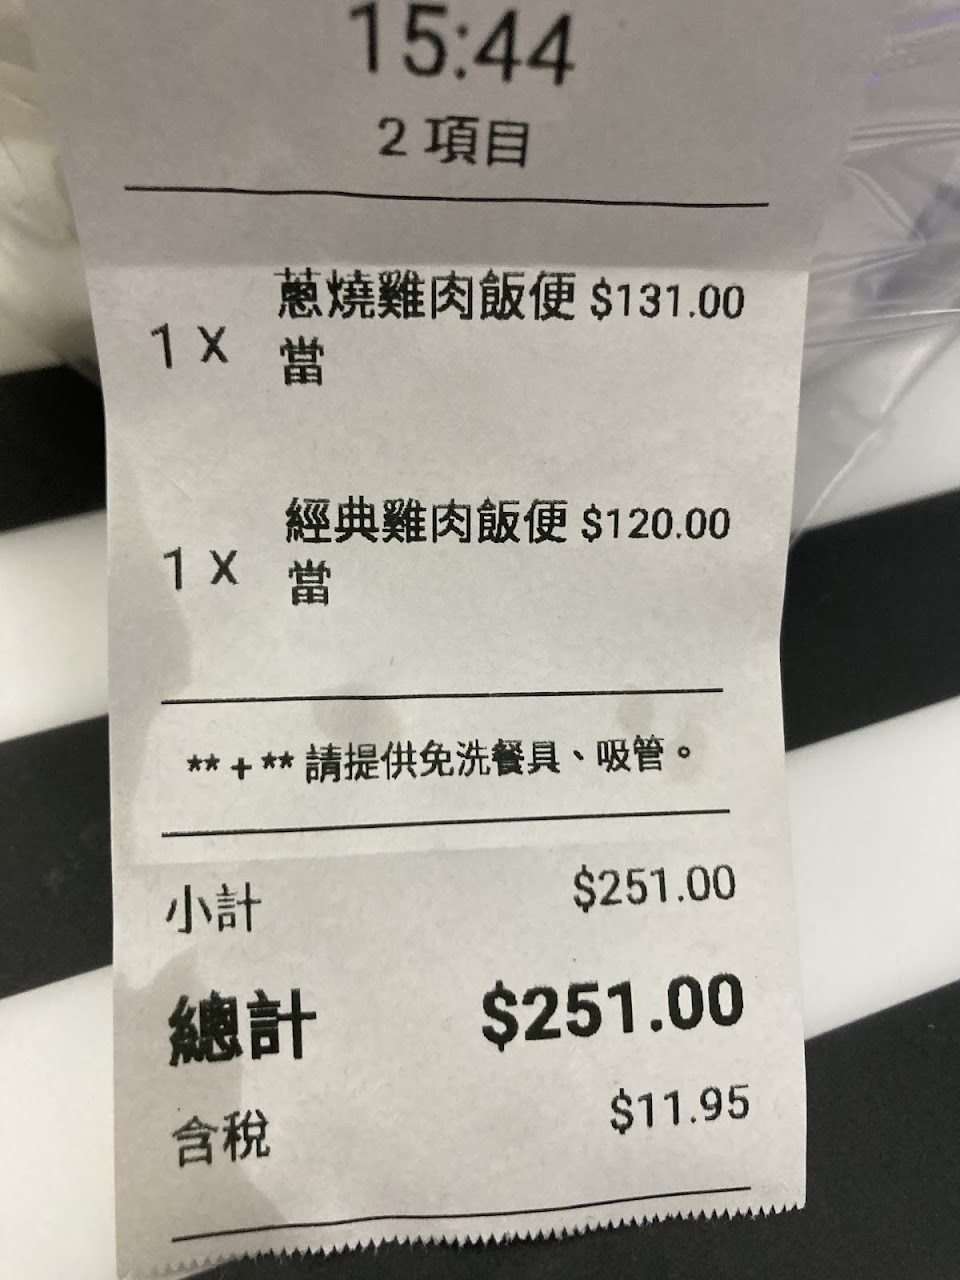 15:44
2 項目
1 X 蔥燒雞肉飯便 $131.00
當
1 X 經典雞肉飯便 $120.00
當
** + ** 請提供免洗餐具、吸管。
小計 $251.00
總計 $251.00
含稅 $11.95